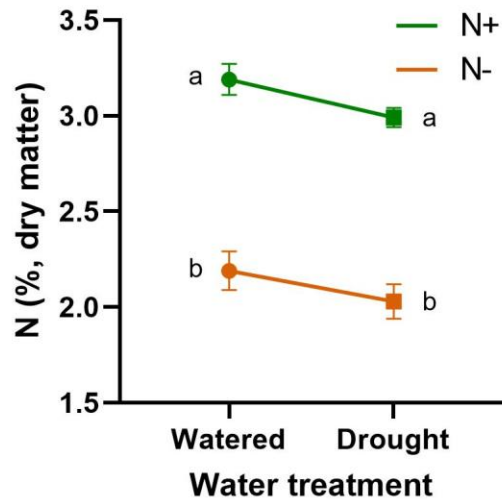 N+
N-
3.5
3.0
2.5
2.0
1.5
N (%, dry matter)
a
a
b
b
Watered Drought
Water treatment